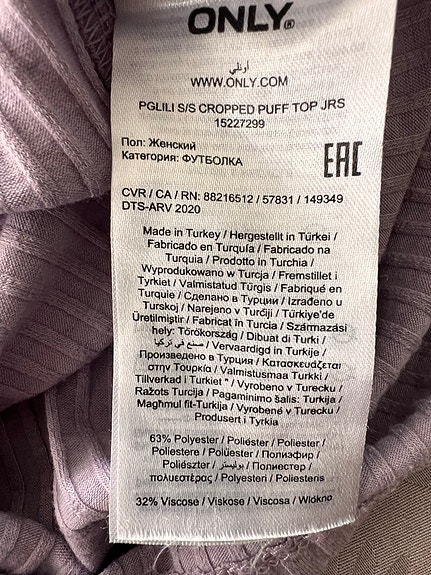 ONLY®
أونلي
WWW.ONLY.COM
PGLILI S/S CROPPED PUFF TOP JRS
15227299
Пол: Женский
Категория: ФУТБОЛКА
EAC
CVR / CA / RN: 88216512 / 57831 / 149349
DTS-ARV 2020
Made in Turkey / Hergestellt in Türkei /
Fabricado en Turquía / Fabricado na
Turquia / Prodotto in Turchia /
Wyprodukowano w Turcja / Fremstillet i
Tyrkiet / Valmistatud Türgis / Fabriqué en
Turquie / Сделано в Турции / Izrađeno u
Turskoj / Narejeno v Turčiji / Türkiye'de
Üretilmiştir / Fabricat în Turcia / Származási
hely: Törökország / Dibuat di Turki /
صنع في تركيا / Vervaardigd in Turkije /
Произведено в Турция / Κατασκευάζεται
στην Τουρκία / Valmistusmaa Turkki /
Tillverkad i Turkiet " / Vyrobeno v Turecku /
Ražots Turcija / Pagaminimo šalis: Turkija /
Magħmul fit-Turkija / Vyrobené v Turecku /
Produsert i Tyrkia
63% Polyester / Poliéster / Poliester /
Poliestere / Poliester / Полиэфир /
Poliészter / بوليستر / Полиестер /
πολυεστέρας / Polyesteri / Poliesteris
32% Viscose / Viskose / Viscosa / Włókno